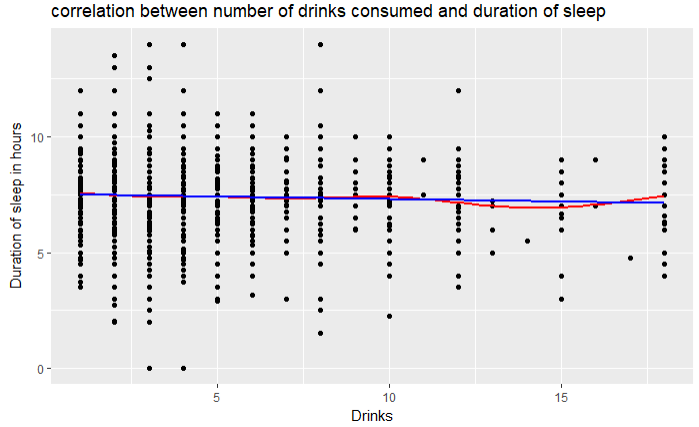 correlation between number of drinks consumed and duration of sleep
Duration of sleep in hours
10
5
0
5
10
15
Drinks